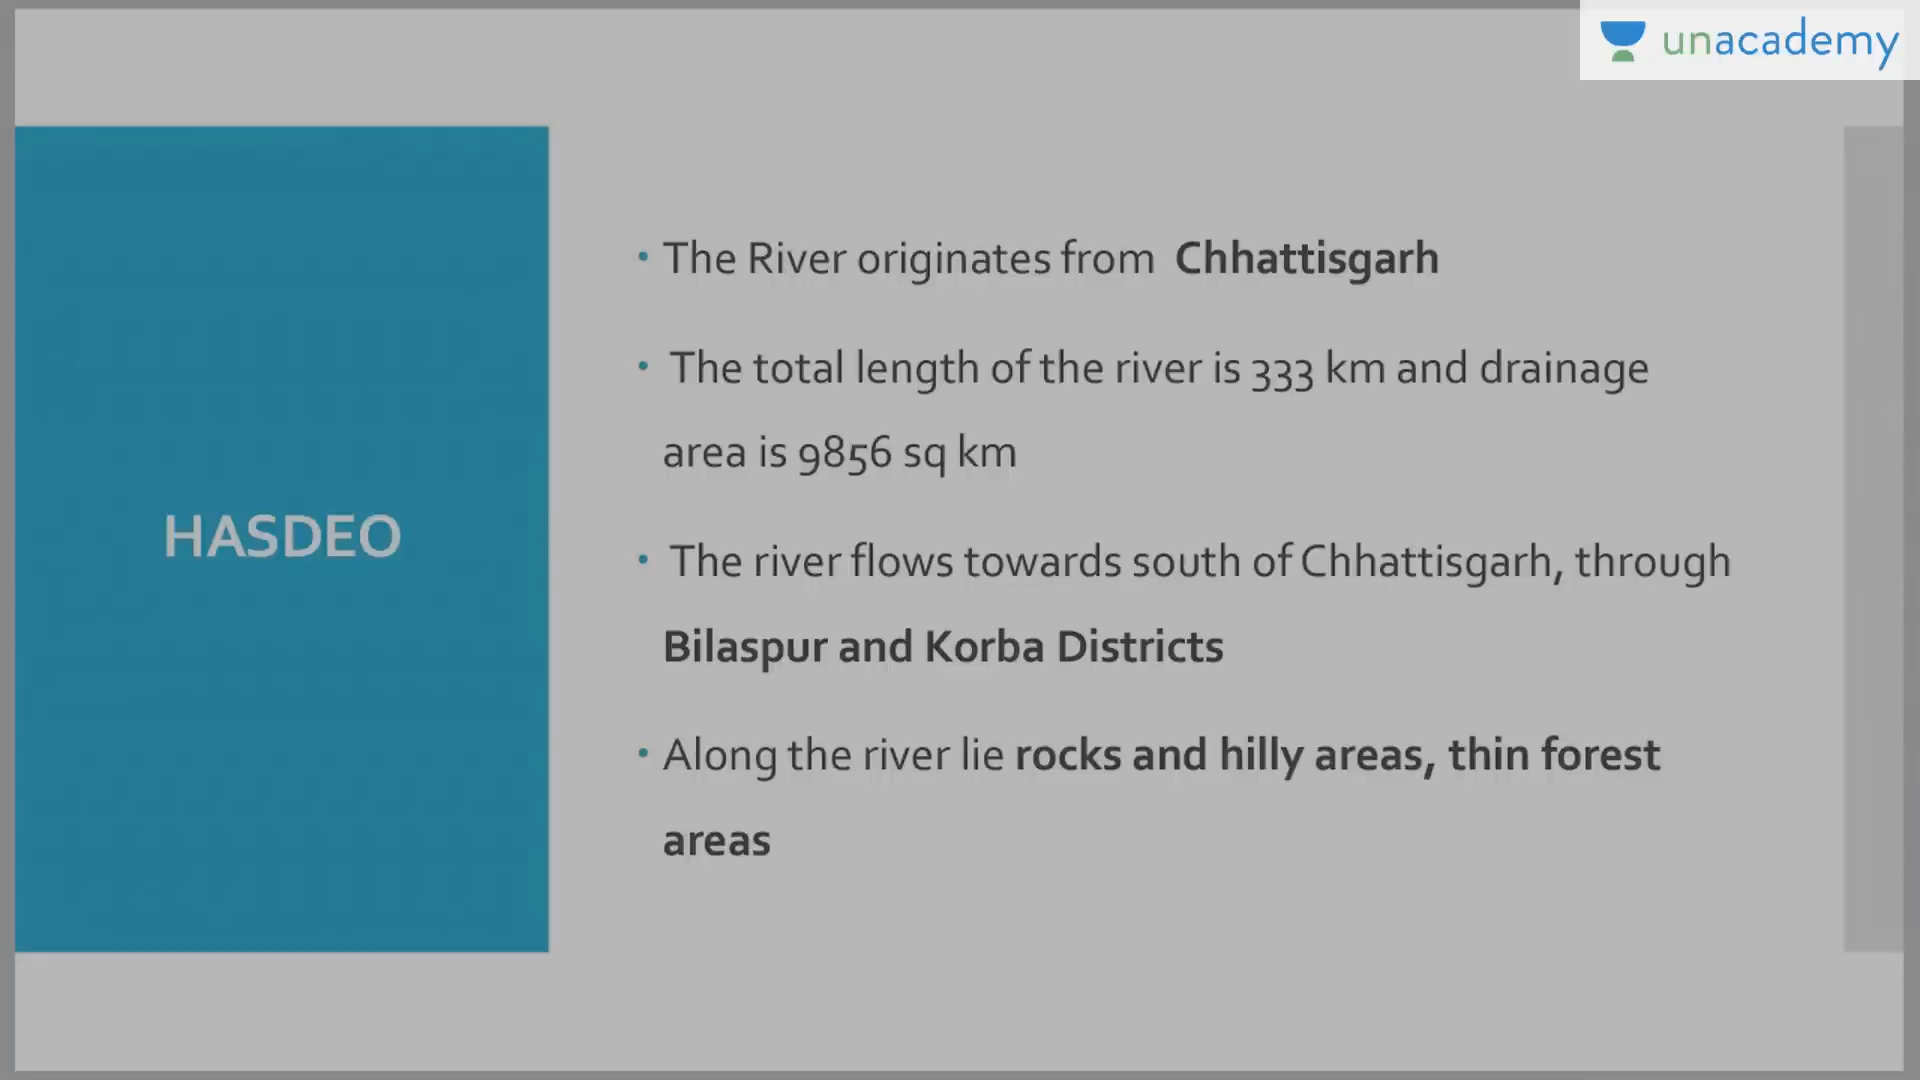 unacademy
HASDEO
• The River originates from Chhattisgarh
• The total length of the river is 333 km and drainage
area is 9856 sq km
• The river flows towards south of Chhattisgarh, through
Bilaspur and Korba Districts
• Along the river lie rocks and hilly areas, thin forest
areas